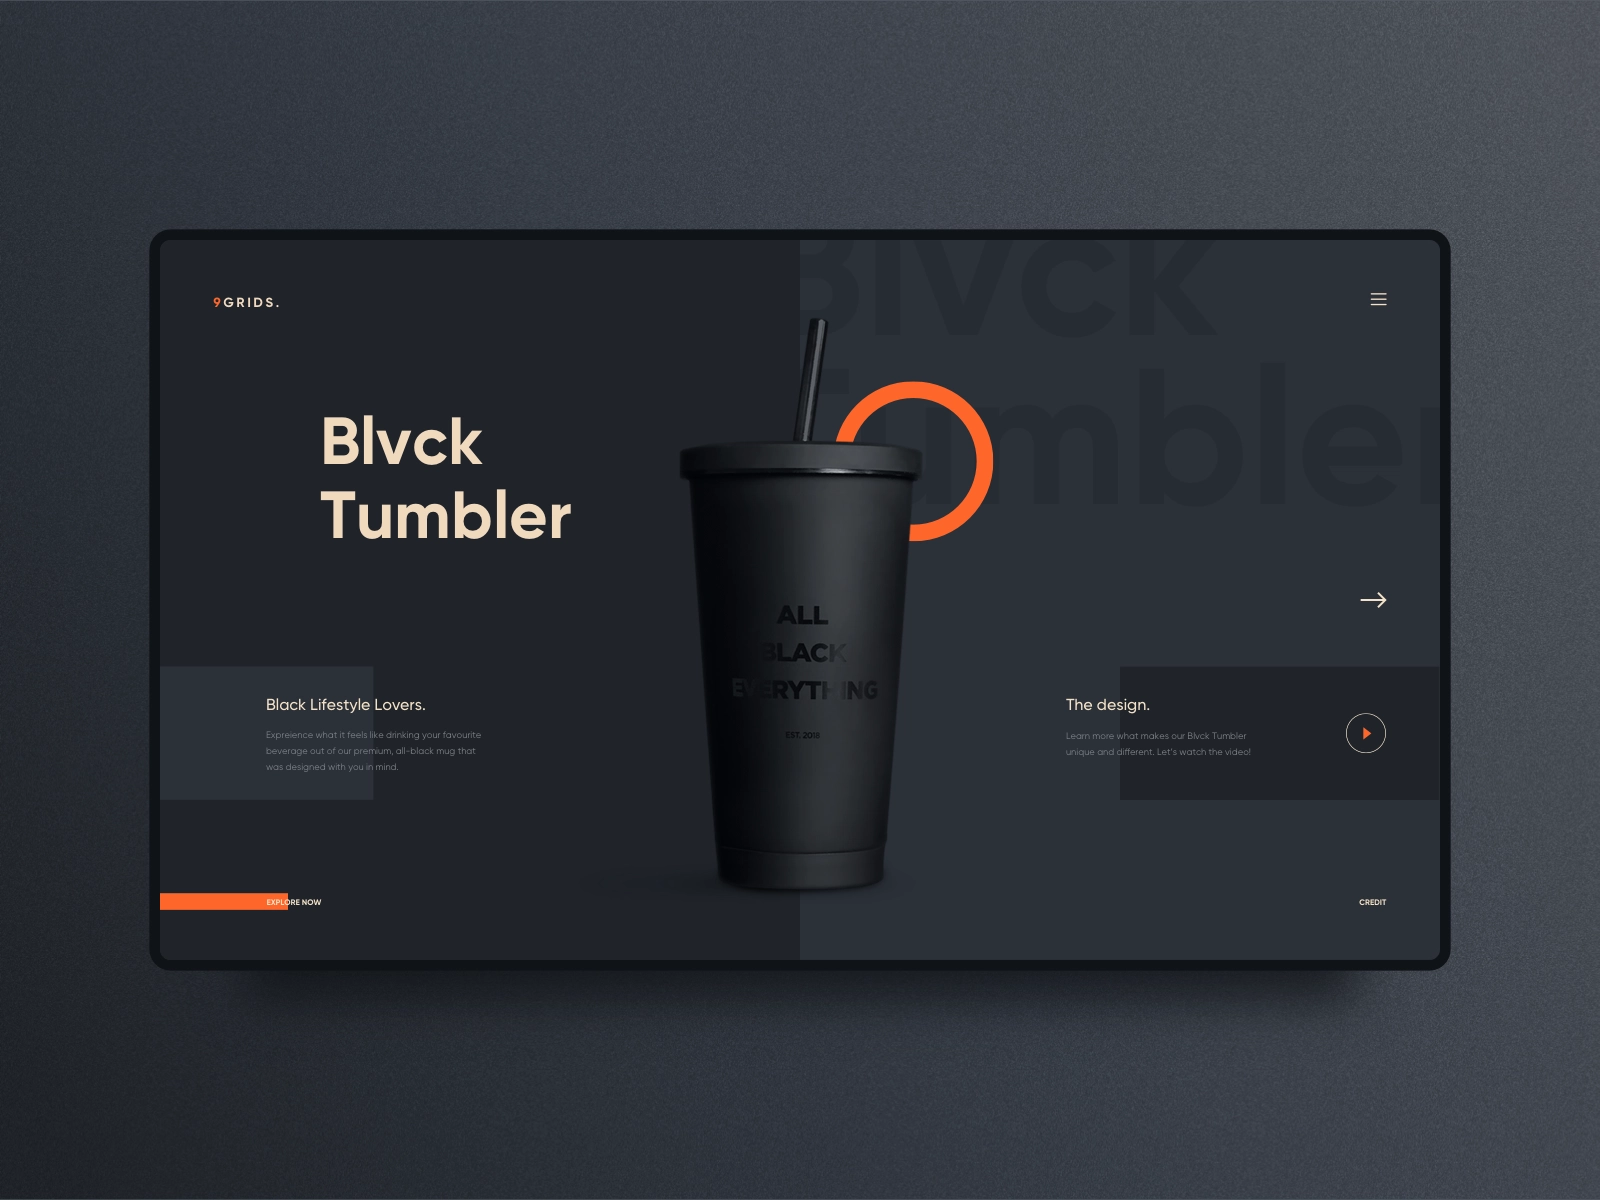 9GRIDS.
Blvck
Tumbler
Blvck
Tumbler
ALL
BLACK
EVERYTHING
EST. 2018
Black Lifestyle Lovers.
Expreience what it feels like drinking your favourite
beverage out of our premium, all-black mug that
was designed with you in mind.
The design.
Learn more what makes our Blvck Tumbler
unique and different. Let's watch the video!
EXPLORE NOW
CREDIT